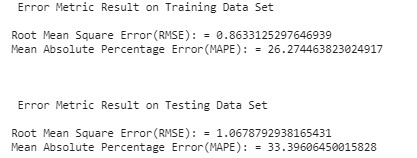 Error Metric Result on Training Data Set
Root Mean Square Error(RMSE): = 0.8633125297646939
Mean Absolute Percentage Error(MAPE): = 26.274463823024917
Error Metric Result on Testing Data Set
Root Mean Square Error(RMSE): = 1.0678792938165431
Mean Absolute Percentage Error(MAPE): = 33.39606450015828